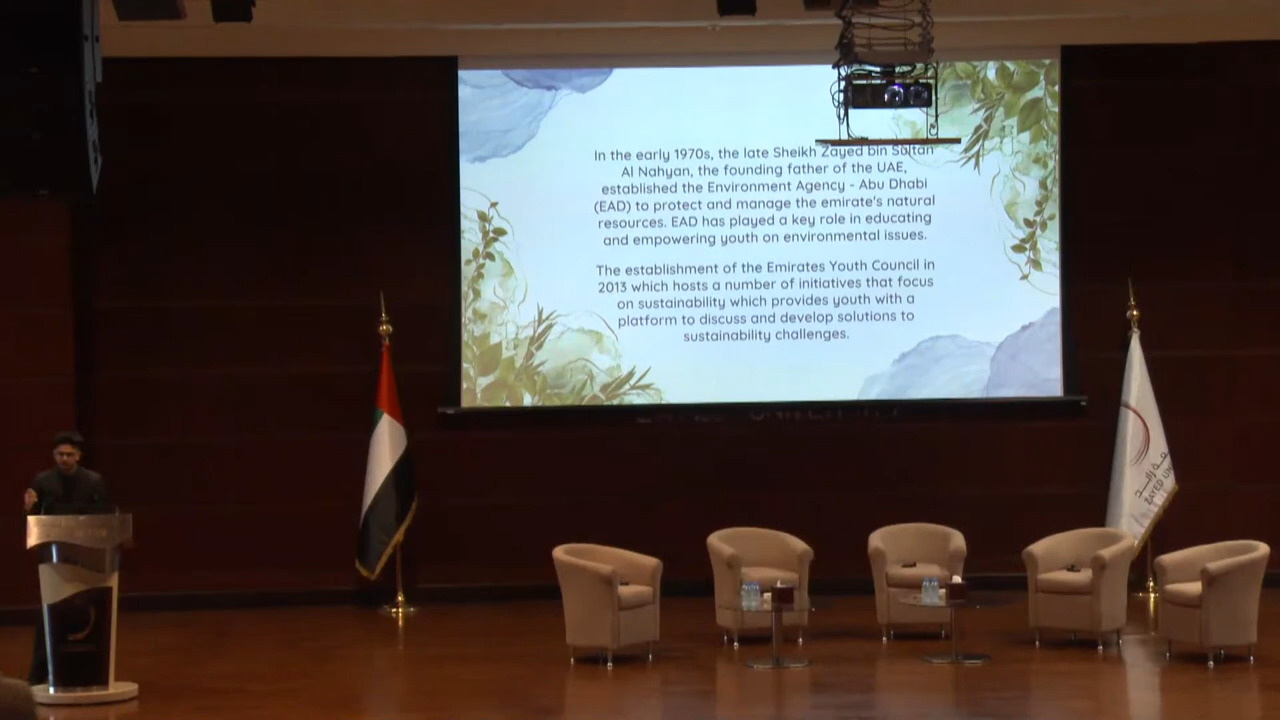 In the early 1970s, the late Sheikh Zayed bin Soltan
Al Nahyan, the founding father of the UAE,
established the Environment Agency - Abu Dhabi
(EAD) to protect and manage the emirate's natural
resources. EAD has played a key role in educating
and empowering youth on environmental issues.
The establishment of the Emirates Youth Council in
2013 which hosts a number of initiatives that focus
on sustainability which provides youth with a
platform to discuss and develop solutions to
sustainability challenges.
ZAYED